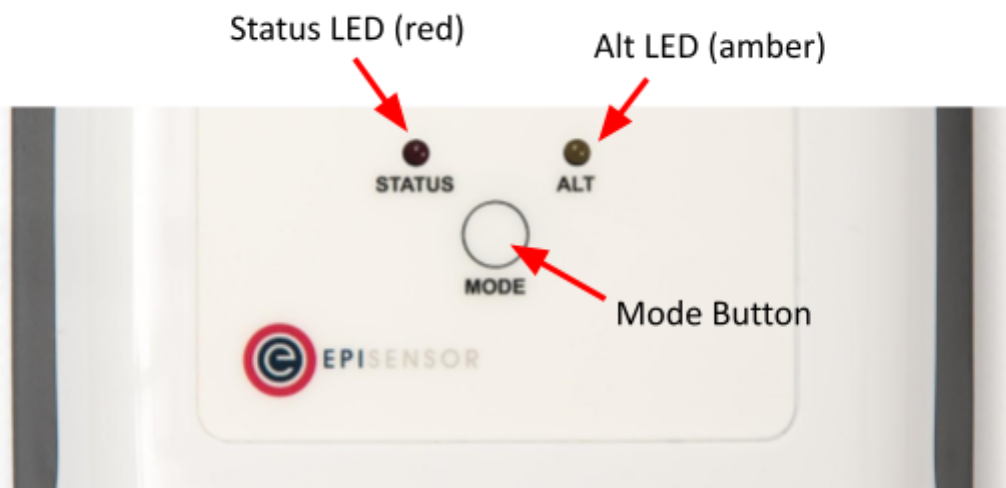 Status LED (red)
Alt LED (amber)
STATUS
ALT
MODE
Mode Button
e EPISENSOR